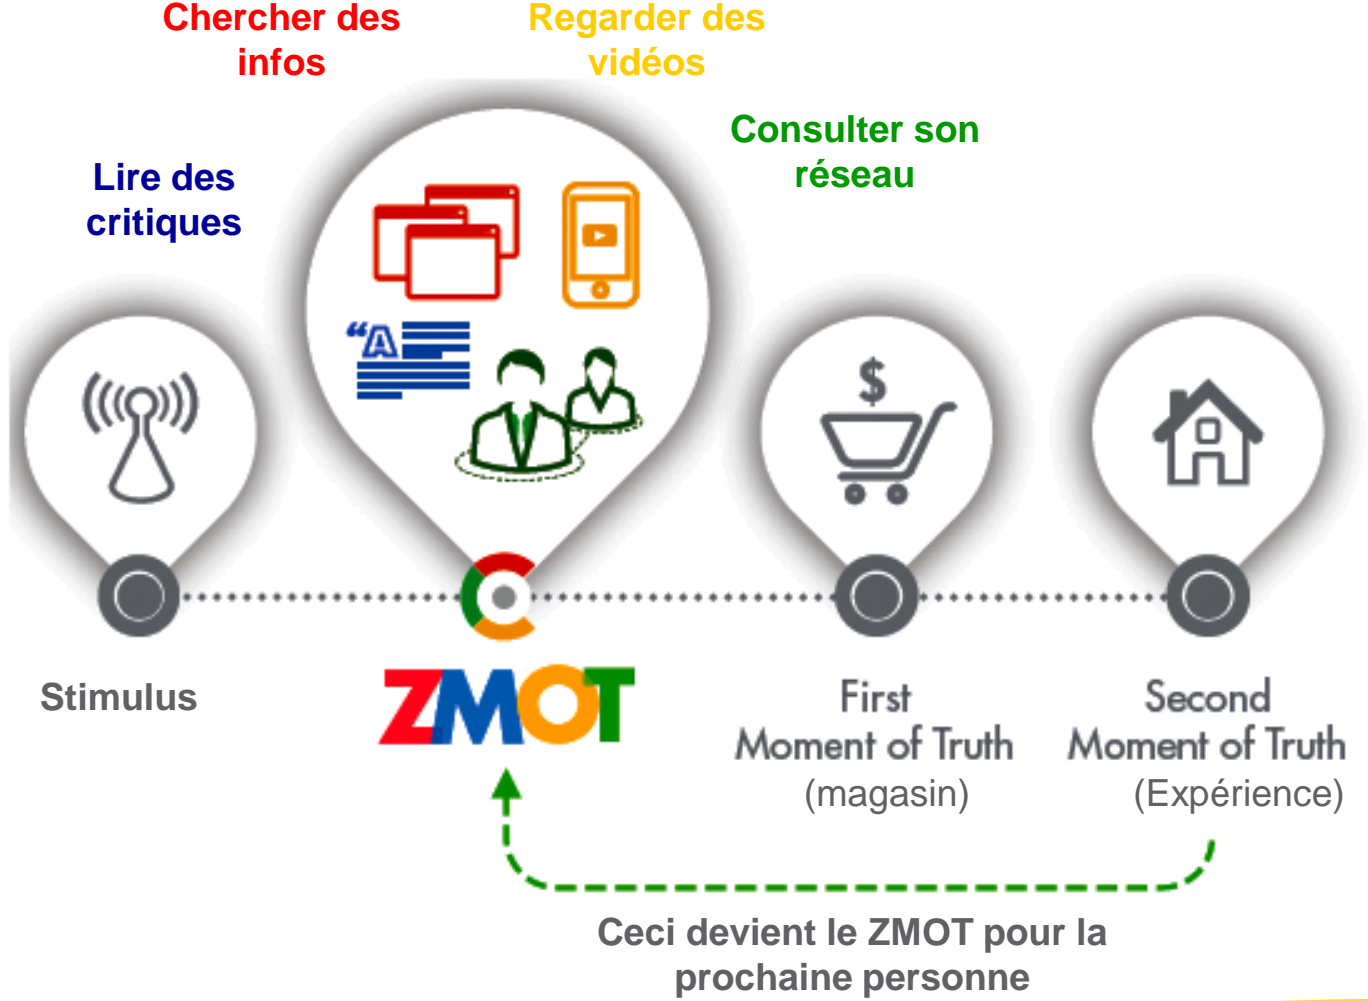 Chercher des
infos
Regarder des
vidéos
Consulter son
réseau
Lire des
critiques
“A
$
Stimulus
ZMOT
First
Moment of Truth
(magasin)
Second
Moment of Truth
(Expérience)
Ceci devient le ZMOT pour la
prochaine personne